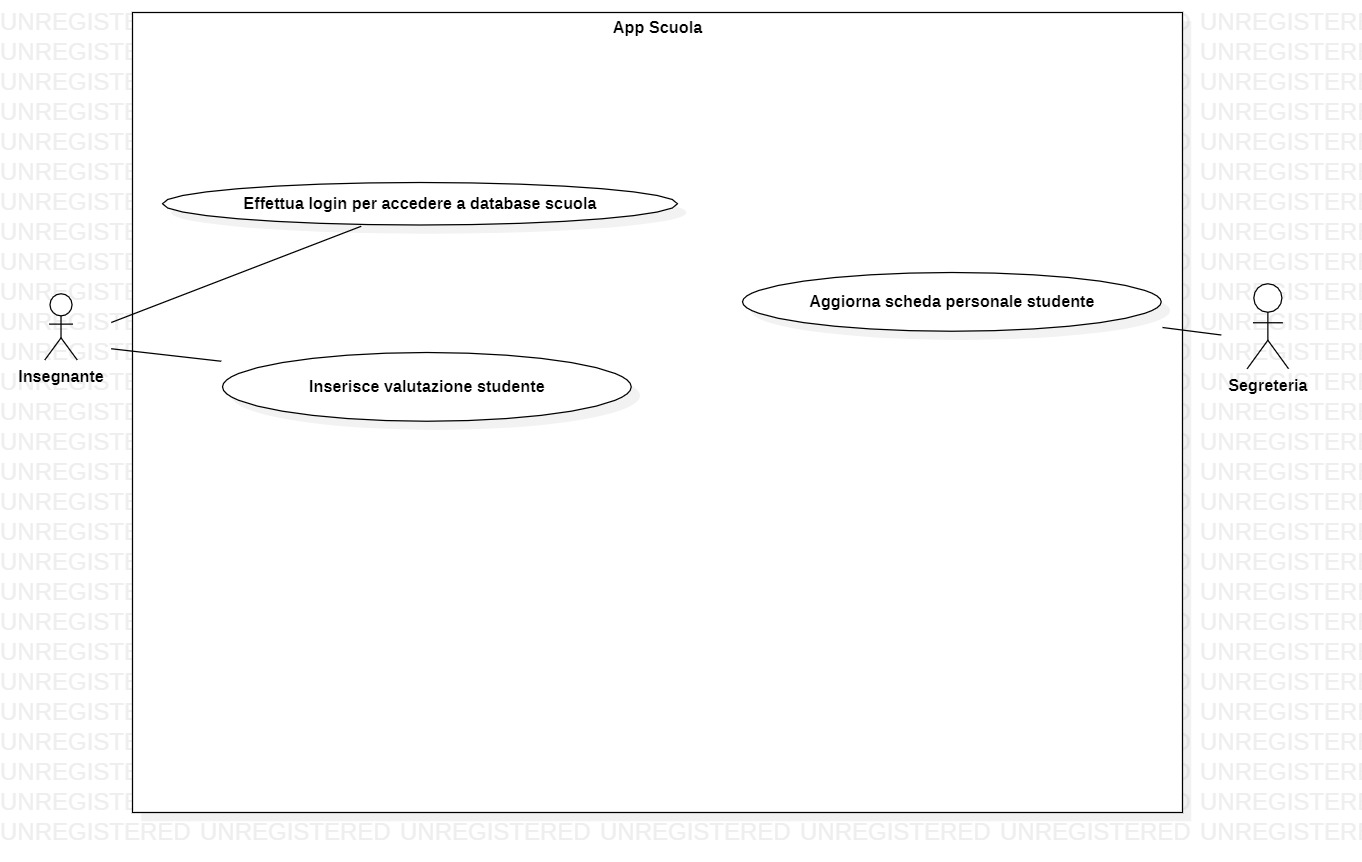 App Scuola
Effettua login per accedere a database scuola
Aggiorna scheda personale studente
Insegnante
Inserisce valutazione studente
Segreteria
UNREGISTERED UNREGISTERED UNREGISTERED UNREGISTERED UNREGISTERED UNREGISTERED